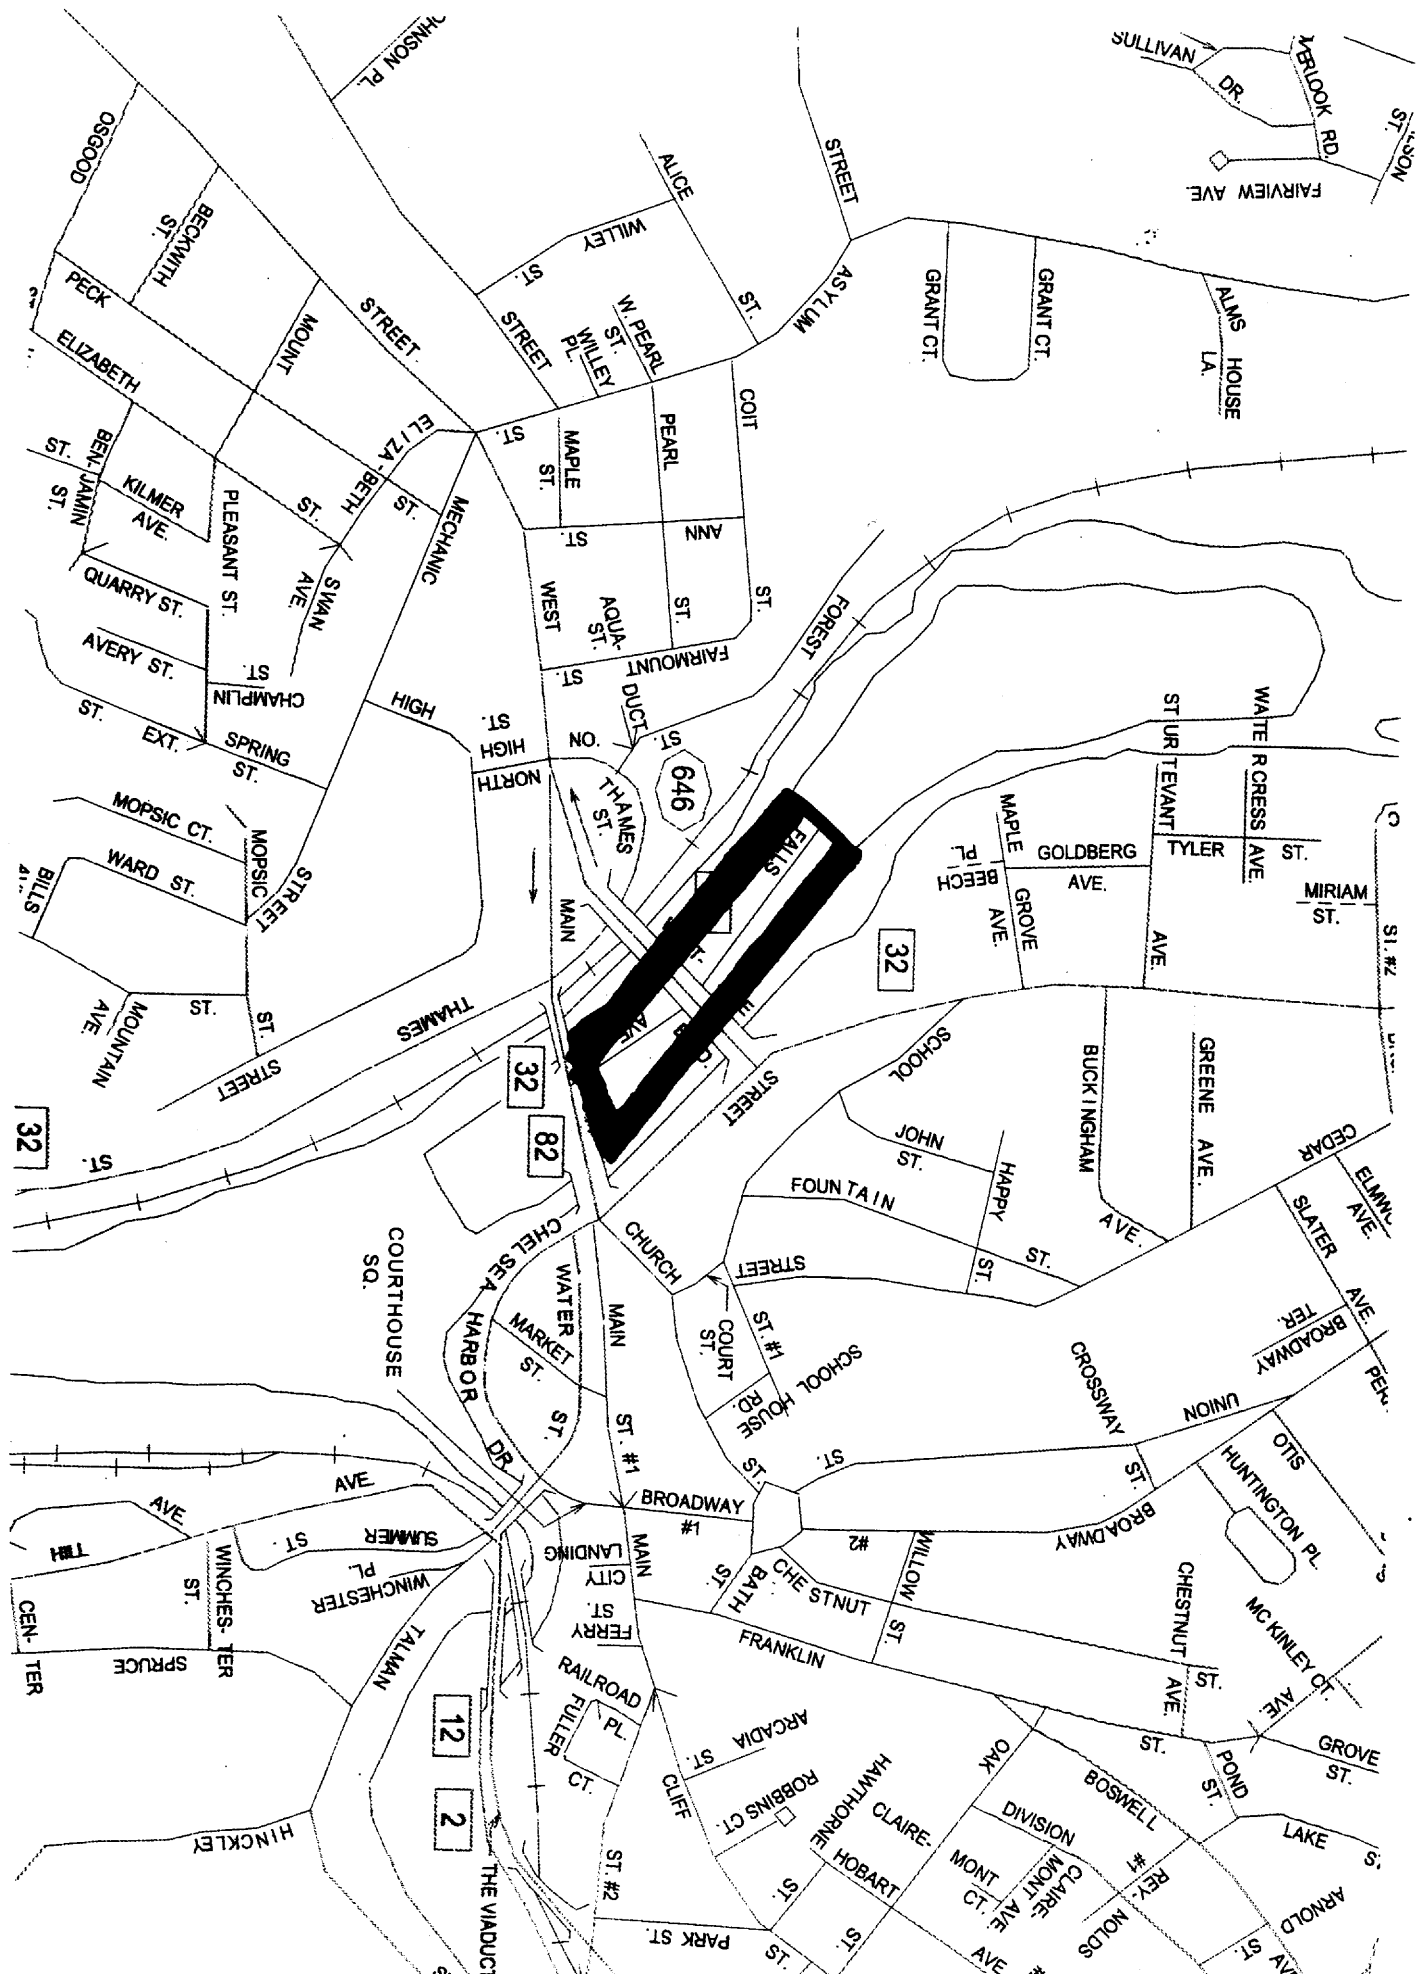 JOHNSON PL.
SULLIVAN
DR.
OVERLOOK RD.
ST.
FAIRVIEW AVE.
OSGOOD
BECKWITH
ST.
PECK
ELIZABETH
MOUNT
STREET
ALICE
ST.
WILLEY
ST.
STREET
STREET
ASYLUM
W. PEARL
ST.
WILLEY
PL.
GRANT CT.
GRANT CT.
ALMS HOUSE
LA.
COIT
ST.
PEARL
ST.
MAPLE
ST.
ST.
ELIZA-BETH
ST.
ST.
BEN-JAMIN
ST.
ST.
KILMER
AVE.
PLEASANT ST.
MECHANIC
SWAN
AVE.
QUARRY ST.
AVERY ST.
CHAMPLIN
ST.
ST. EXT.
SPRING
ST.
WEST
ANN
ST.
AQUA-
DUCT
ST.
FAIRMOUNT
ST.
FOREST
ST.
HIGH
ST.
HIGH
NO.
NORTH
THAMES
ST.
646
MAIN
FALLS
AVE.
MOPSIC CT.
MOPSIC
WARD ST.
BILLS
STREET
ST.
MOUNTAIN
AVE.
ST.
STREET
THAMES
ST.
32
32
82
32
STURTEVANT
AVE.
WATERCRESS AVE.
MAPLE GROVE
AVE.
BEECH
PL.
GOLDBERG
AVE.
TYLER ST.
MIRIAM
ST.
ST. #2
STREET
SCHOOL
STREET
BUCKINGHAM
AVE.
GREENE AVE.
JOHN
ST.
HAPPY
ST.
FOUNTAIN
ST.
CEDAR
SLATER
AVE.
AVE.
BROADWAY
TER.
CHURCH
ST.
COURT
ST.
ST. #1
SCHOOL HOUSE
RD.
CHELSEA HARBOR
DR.
WATER
ST.
MARKET
ST.
MAIN
ST. #1
COURTHOUSE
SQ.
CROSSWAY
ST.
UNION
ST.
OTIS
HUNTINGTON PL.
BROADWAY
#1
BROADWAY
#2
MAIN
CITY
LANDING
FERRY
ST.
BATH
ST.
CHESTNUT
WILLOW
ST.
CHESTNUT
AVE.
ST.
MC KINLEY CT.
AVE.
FRANKLIN
ST.
AVE.
AVE.
SUMMER
ST.
WINCHESTER
PL.
WINCHES-TER
ST.
CEN-TER
SPRUCE
TALMAN
HINCKLEY
12
2
THE VIADUCT
RAILROAD
PL.
FULLER
CT.
ST. #2
CLIFF
ST.
ARCADIA
ST.
ROBBINS CT.
HAWTHORNE
ST.
HOBART
AVE
PARK ST.
OAK
ST.
CLAIRE-
MONT
CT.
CLAIRE-
MONT AVE
DIVISION
BOSWELL
AVE
REY-
NOLDS
#1
POND
ST.
GROVE
ST.
LAKE
ARNOLD
ST.